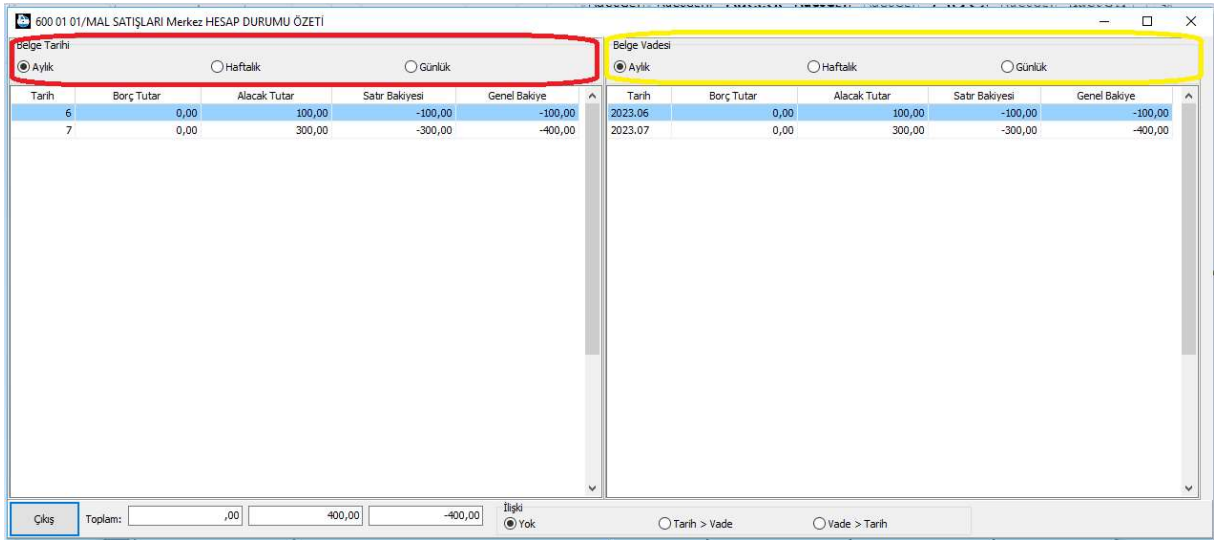 600 01 01/MAL SATIŞLARI Merkez HESAP DURUMU ÖZETİ
Belge Tarihi
Aylık Haftalık Günlük
Tarih Borç Tutar Alacak Tutar Satır Bakiyesi Genel Bakiye
6 0,00 100,00 -100,00 -100,00
7 0,00 300,00 -300,00 -400,00
Belge Vadesi
Aylık Haftalık Günlük
Tarih Borç Tutar Alacak Tutar Satır Bakiyesi Genel Bakiye
2023.06 0,00 100,00 -100,00 -100,00
2023.07 0,00 300,00 -300,00 -400,00
Çıkış Toplam: ,00 400,00 -400,00
İlişki
Yok Tarih > Vade Vade > Tarih